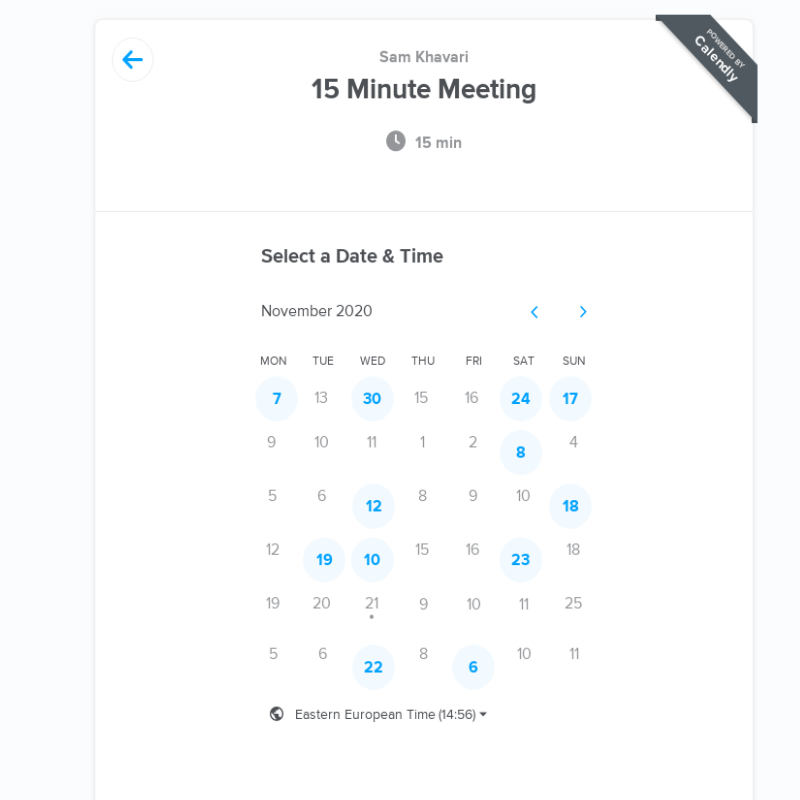 POWERED BY
Calendly
Sam Khavari
15 Minute Meeting
15 min
Select a Date & Time
November 2020
MON TUE WED THU FRI SAT SUN
7 13 30 15 16 24 17
9 10 11 1 2 8 4
5 6 12 8 9 10 18
12 19 10 15 16 23 18
19 20 21 9 10 11 25
5 6 22 8 6 10 11
Eastern European Time (14:56)